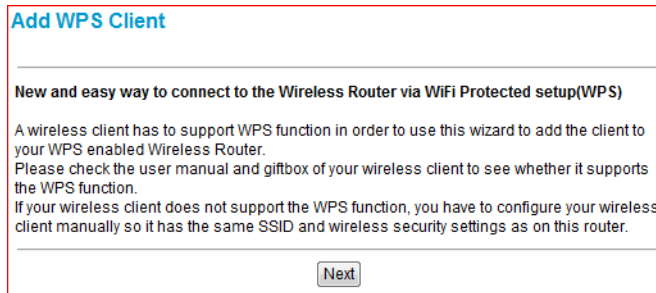 Add WPS Client
New and easy way to connect to the Wireless Router via WiFi Protected setup(WPS)
A wireless client has to support WPS function in order to use this wizard to add the client to
your WPS enabled Wireless Router.
Please check the user manual and giftbox of your wireless client to see whether it supports
the WPS function.
If your wireless client does not support the WPS function, you have to configure your wireless
client manually so it has the same SSID and wireless security settings as on this router.
Next